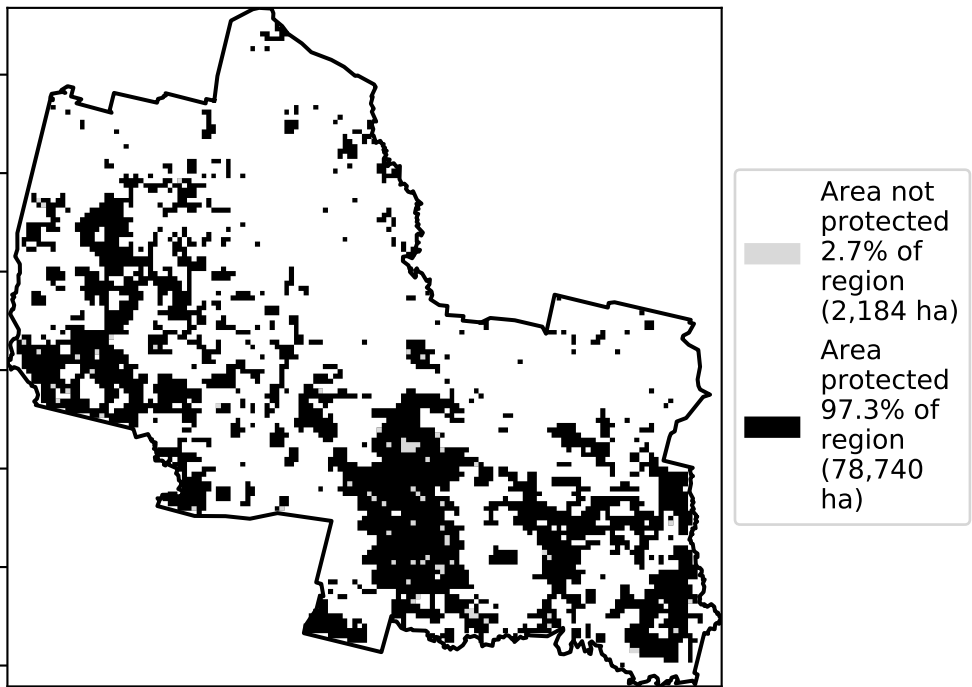 Area not
protected
2.7% of
region
(2,184 ha)
Area
protected
97.3% of
region
(78,740
ha)